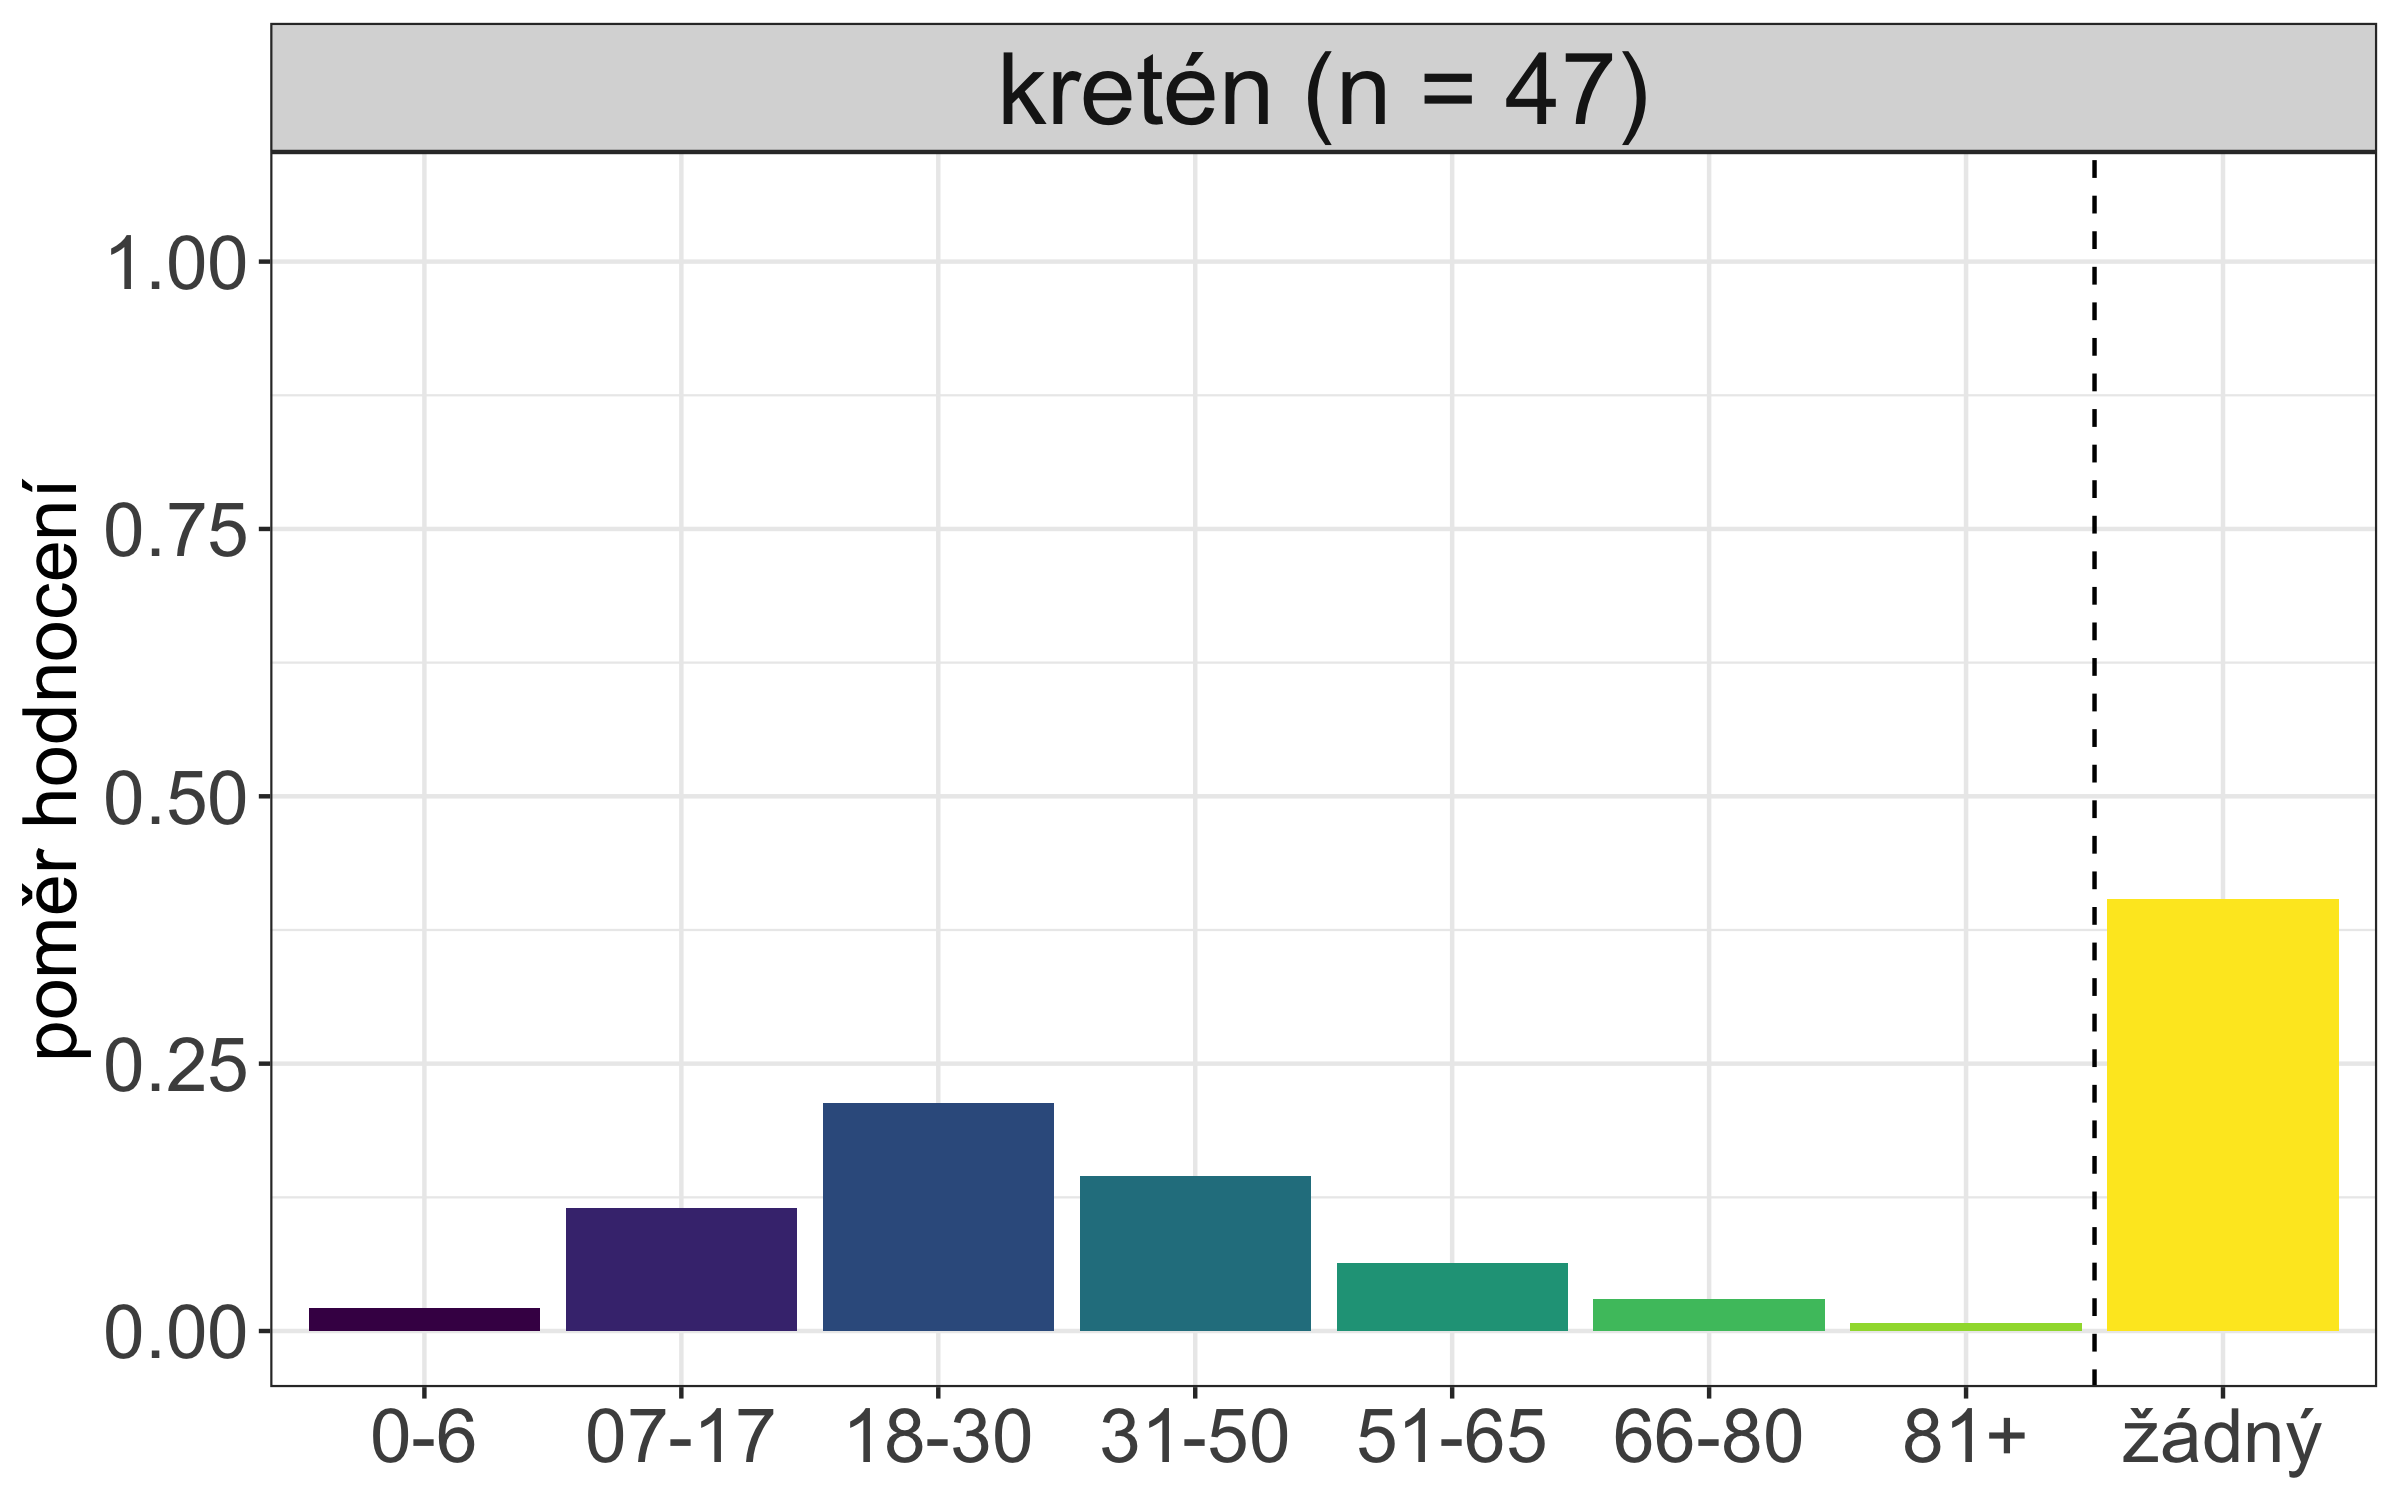 kretén (n = 47)
poměr hodnocení
1.00
0.75
0.50
0.25
0.00
0-6 07-17 18-30 31-50 51-65 66-80 81+ žádný